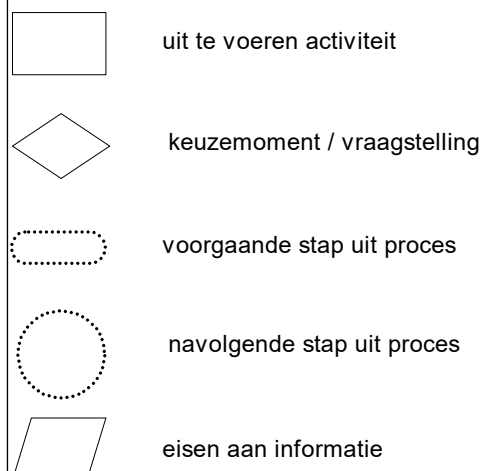 uit te voeren activiteit
keuzemoment / vraagstelling
voorgaande stap uit proces
navolgende stap uit proces
eisen aan informatie